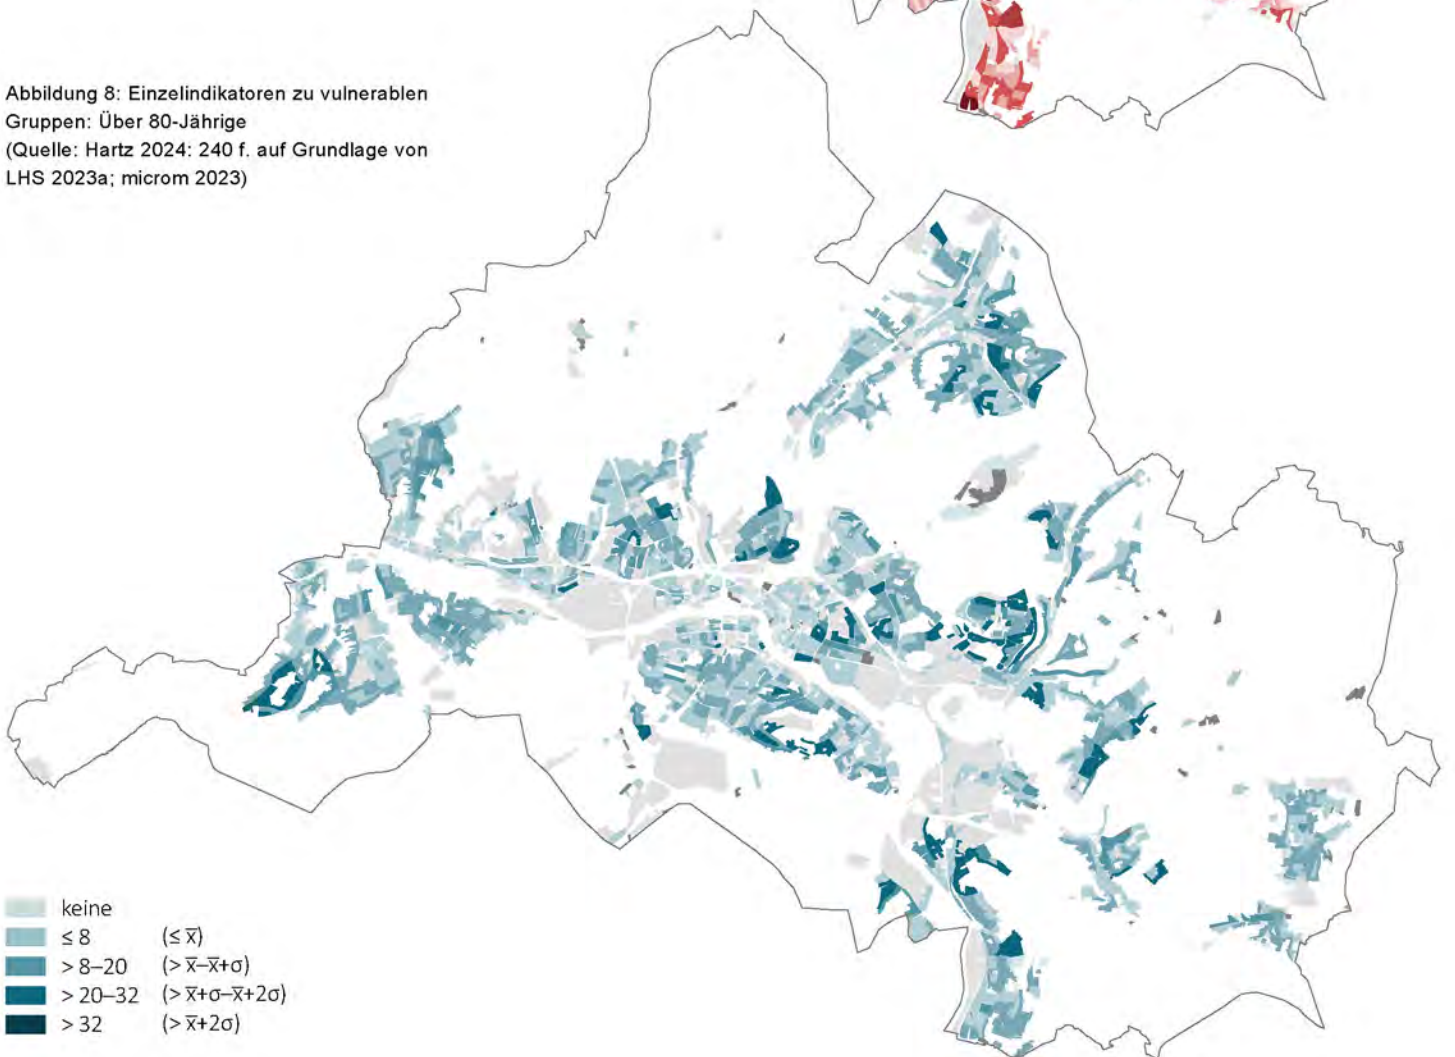 Abbildung 8: Einzelindikatoren zu vulnerablen
Gruppen: Über 80-Jährige
(Quelle: Hartz 2024: 240 f. auf Grundlage von
LHS 2023a; microm 2023)
keine
≤ 8 (≤ x̅)
> 8–20 (> x̅–x̅+σ)
> 20–32 (> x̅+σ–x̅+2σ)
> 32 (> x̅+2σ)